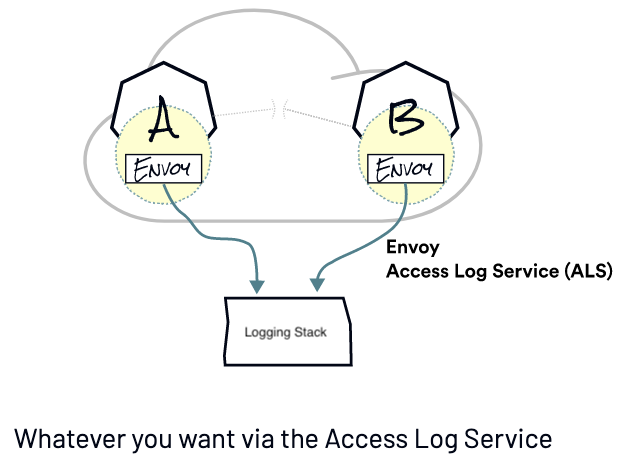 A
B
ENVOY
ENVOY
Envoy
Access Log Service (ALS)
Logging Stack
Whatever you want via the Access Log Service